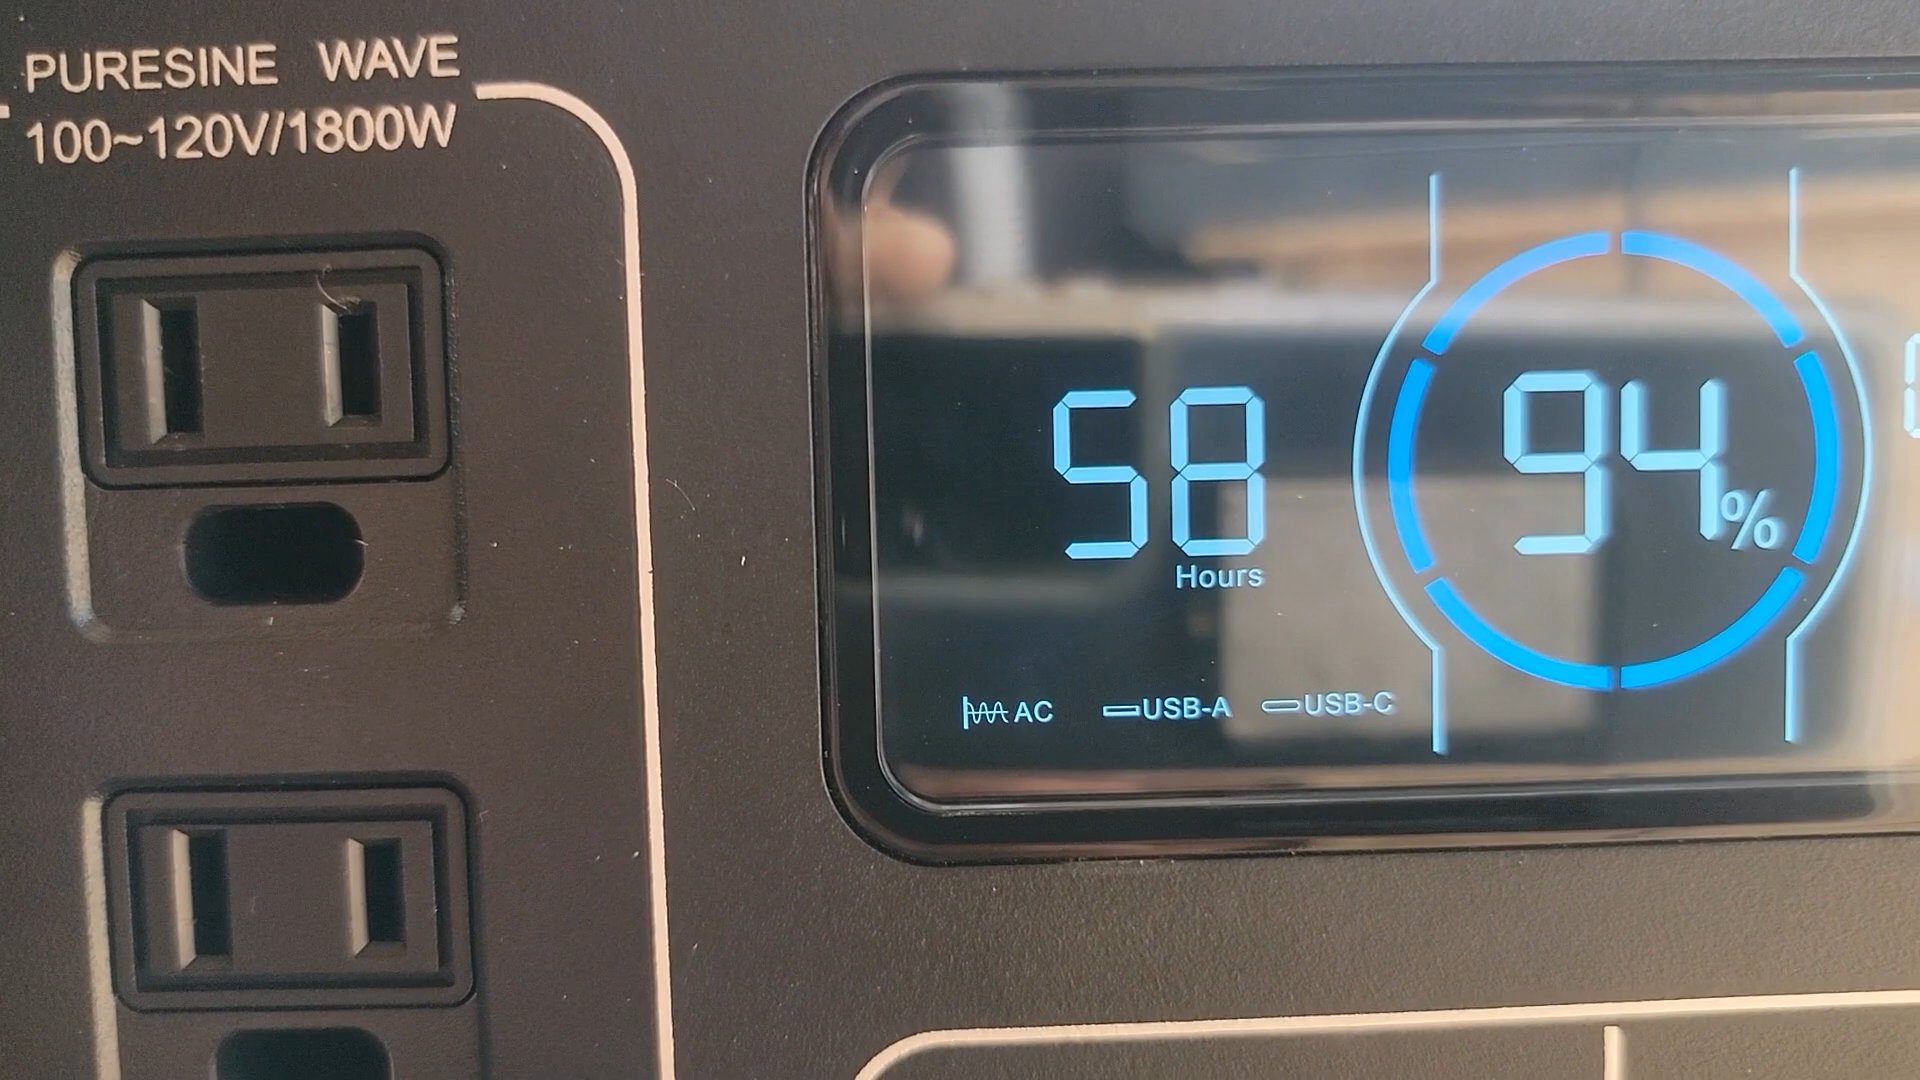 PURESINE WAVE
100~120V/1800W
58
Hours
94%
AC USB-A USB-C